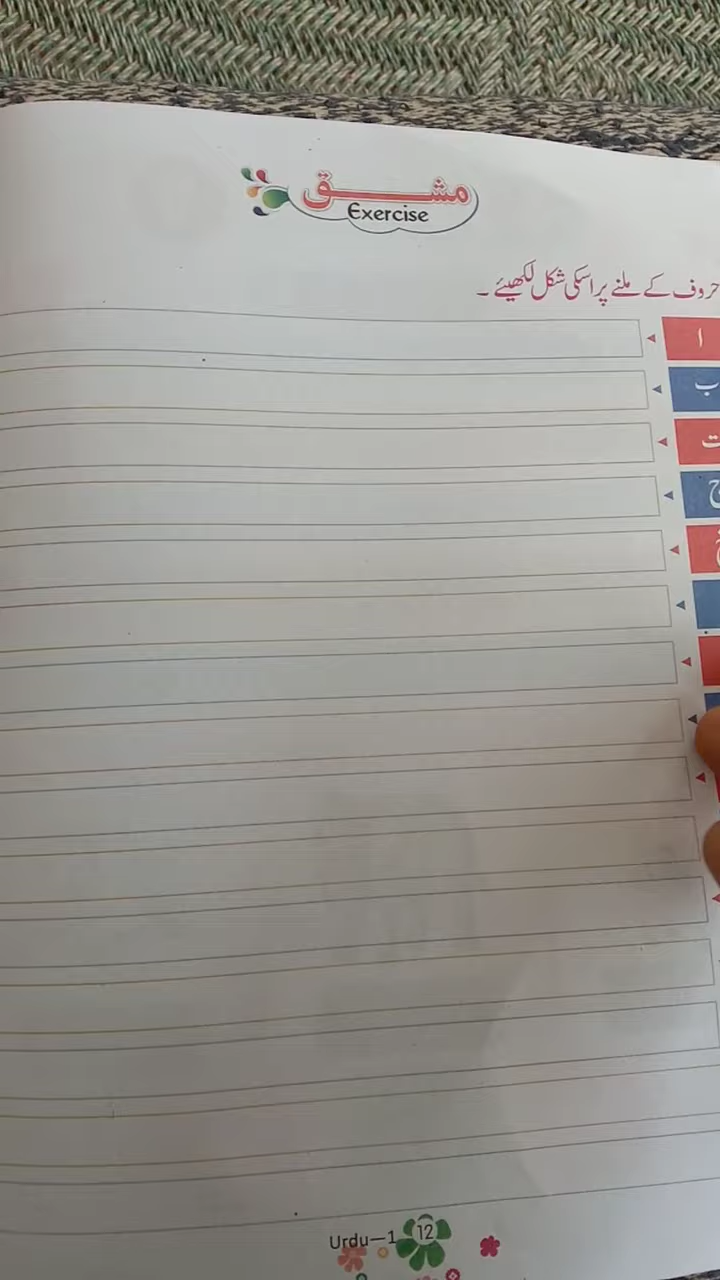 مشق
Exercise
حروف کے ملنے پر اسکی شکل لکھیئے ۔
ا
ب
ت
ج
Urdu—1
12